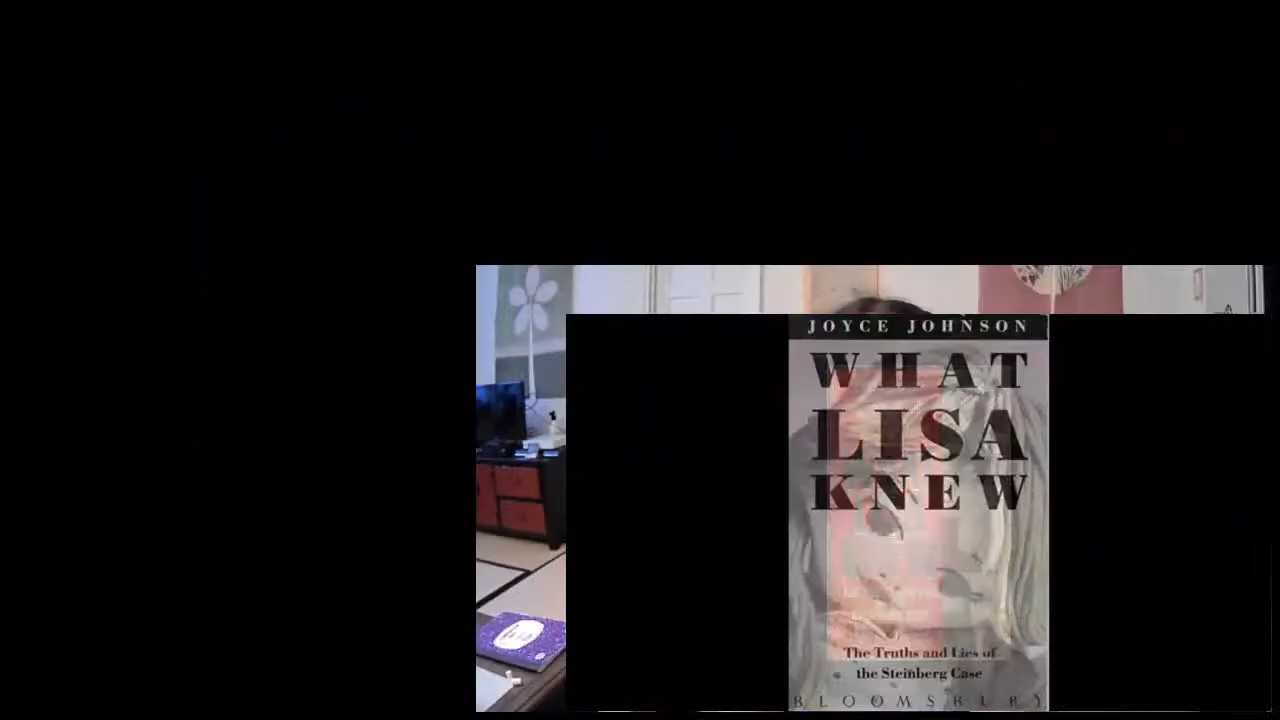 JOYCE JOHNSON
WHAT
LISA
KNEW
The Truths and Lies of
the Steinberg Case
BLOOMSBURY